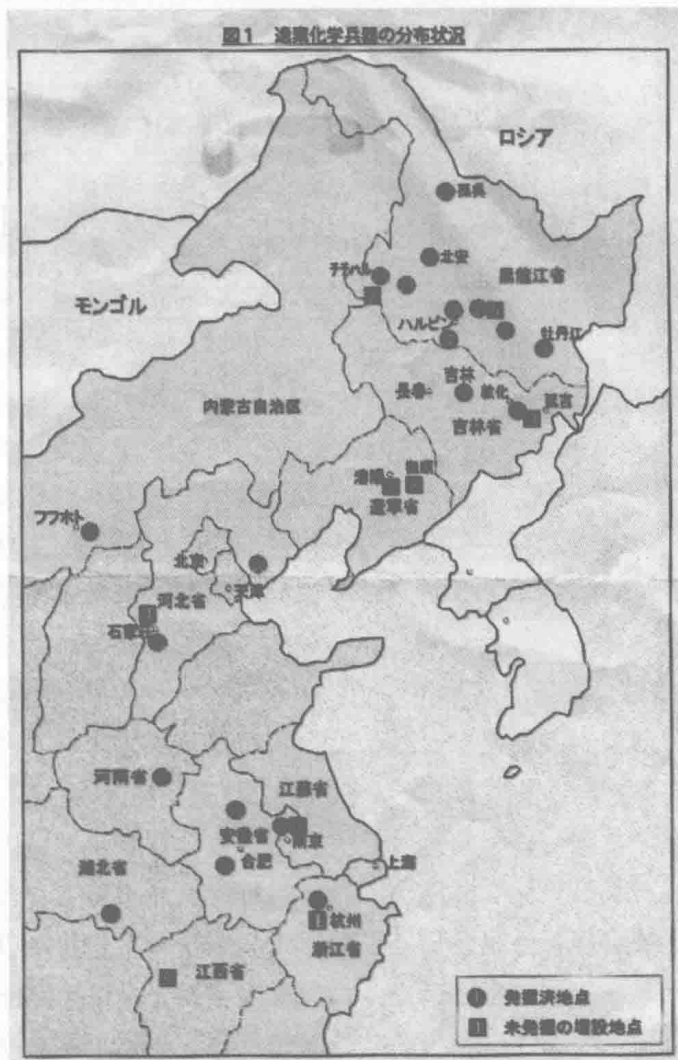 図1 遺棄化学兵器の分布状況
ロシア
孫呉
北安
チチハル
黒龍江省
モンゴル
ハルビン
牡丹江
吉林
長春
敦化
延吉
内蒙古自治区
吉林省
撫順
瀋陽
遼寧省
フフホト
北京
天津
河北省
石家荘
河南省
江蘇省
安徽省
南京
合肥
上海
湖北省
杭州
浙江省
江西省
発掘済地点
未発掘の埋設地点